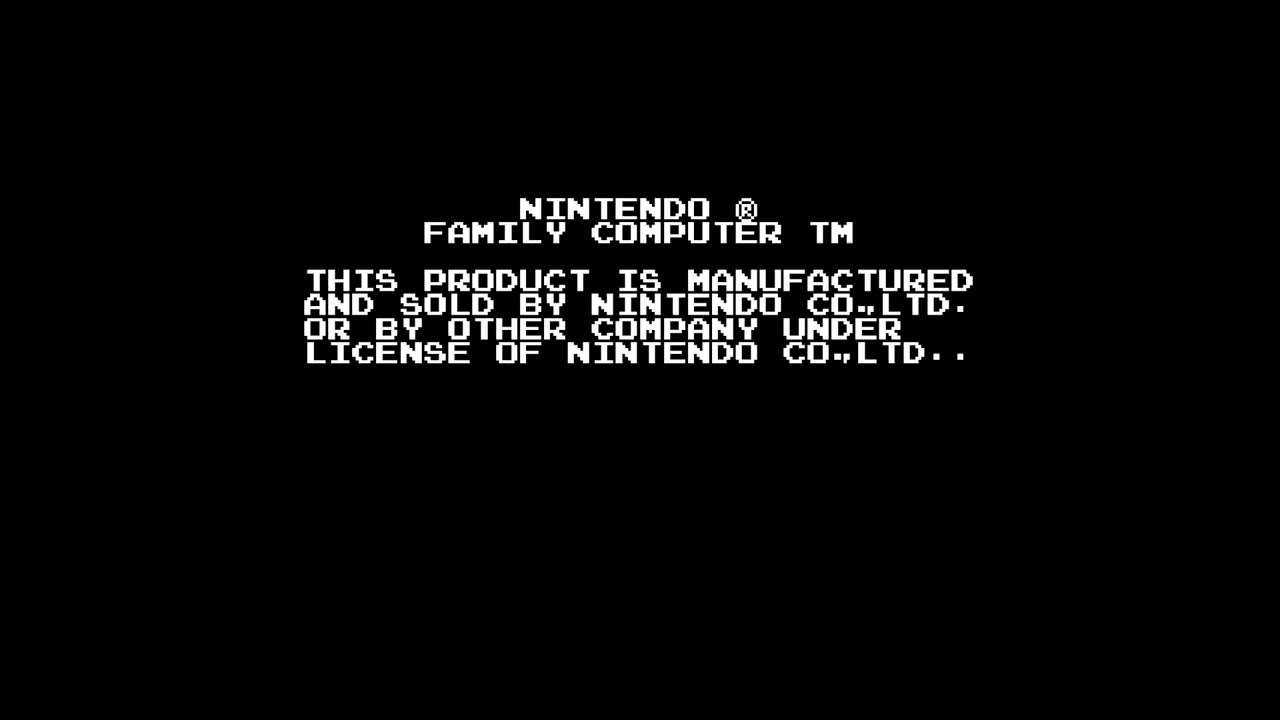 NINTENDO ®
FAMILY COMPUTER TM
THIS PRODUCT IS MANUFACTURED
AND SOLD BY NINTENDO CO.,LTD.
OR BY OTHER COMPANY UNDER
LICENSE OF NINTENDO CO.,LTD..